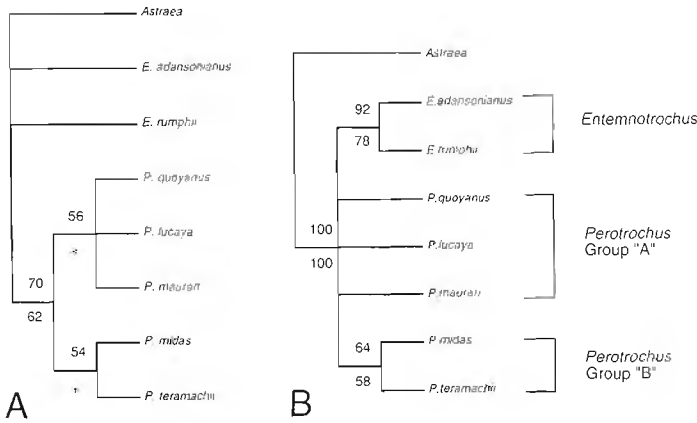 Astraea
E. adansonianus
E. rumphii
P. quoyanus
56
P. lucaya
*
P. maureri
70
62
P. midas
54
*
P. teramachii
A
Astraea
92
E. adansonianus
78
E. rumphii
Entemnotrochus
P. quoyanus
100
P. lucaya
100
P. maureri
Perotrochus
Group "A"
64
P. midas
58
P. teramachii
Perotrochus
Group "B"
B